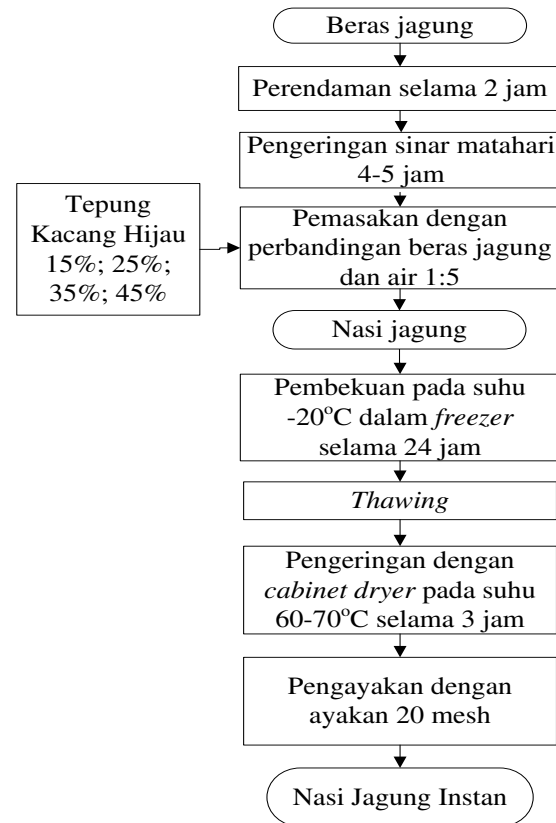 Beras jagung
Perendaman selama 2 jam
Pengeringan sinar matahari
4-5 jam
Tepung
Kacang Hijau
15%; 25%;
35%; 45%
Pemasakan dengan
perbandingan beras jagung
dan air 1:5
Nasi jagung
Pembekuan pada suhu
-20°C dalam freezer
selama 24 jam
Thawing
Pengeringan dengan
cabinet dryer pada suhu
60-70°C selama 3 jam
Pengayakan dengan
ayakan 20 mesh
Nasi Jagung Instan